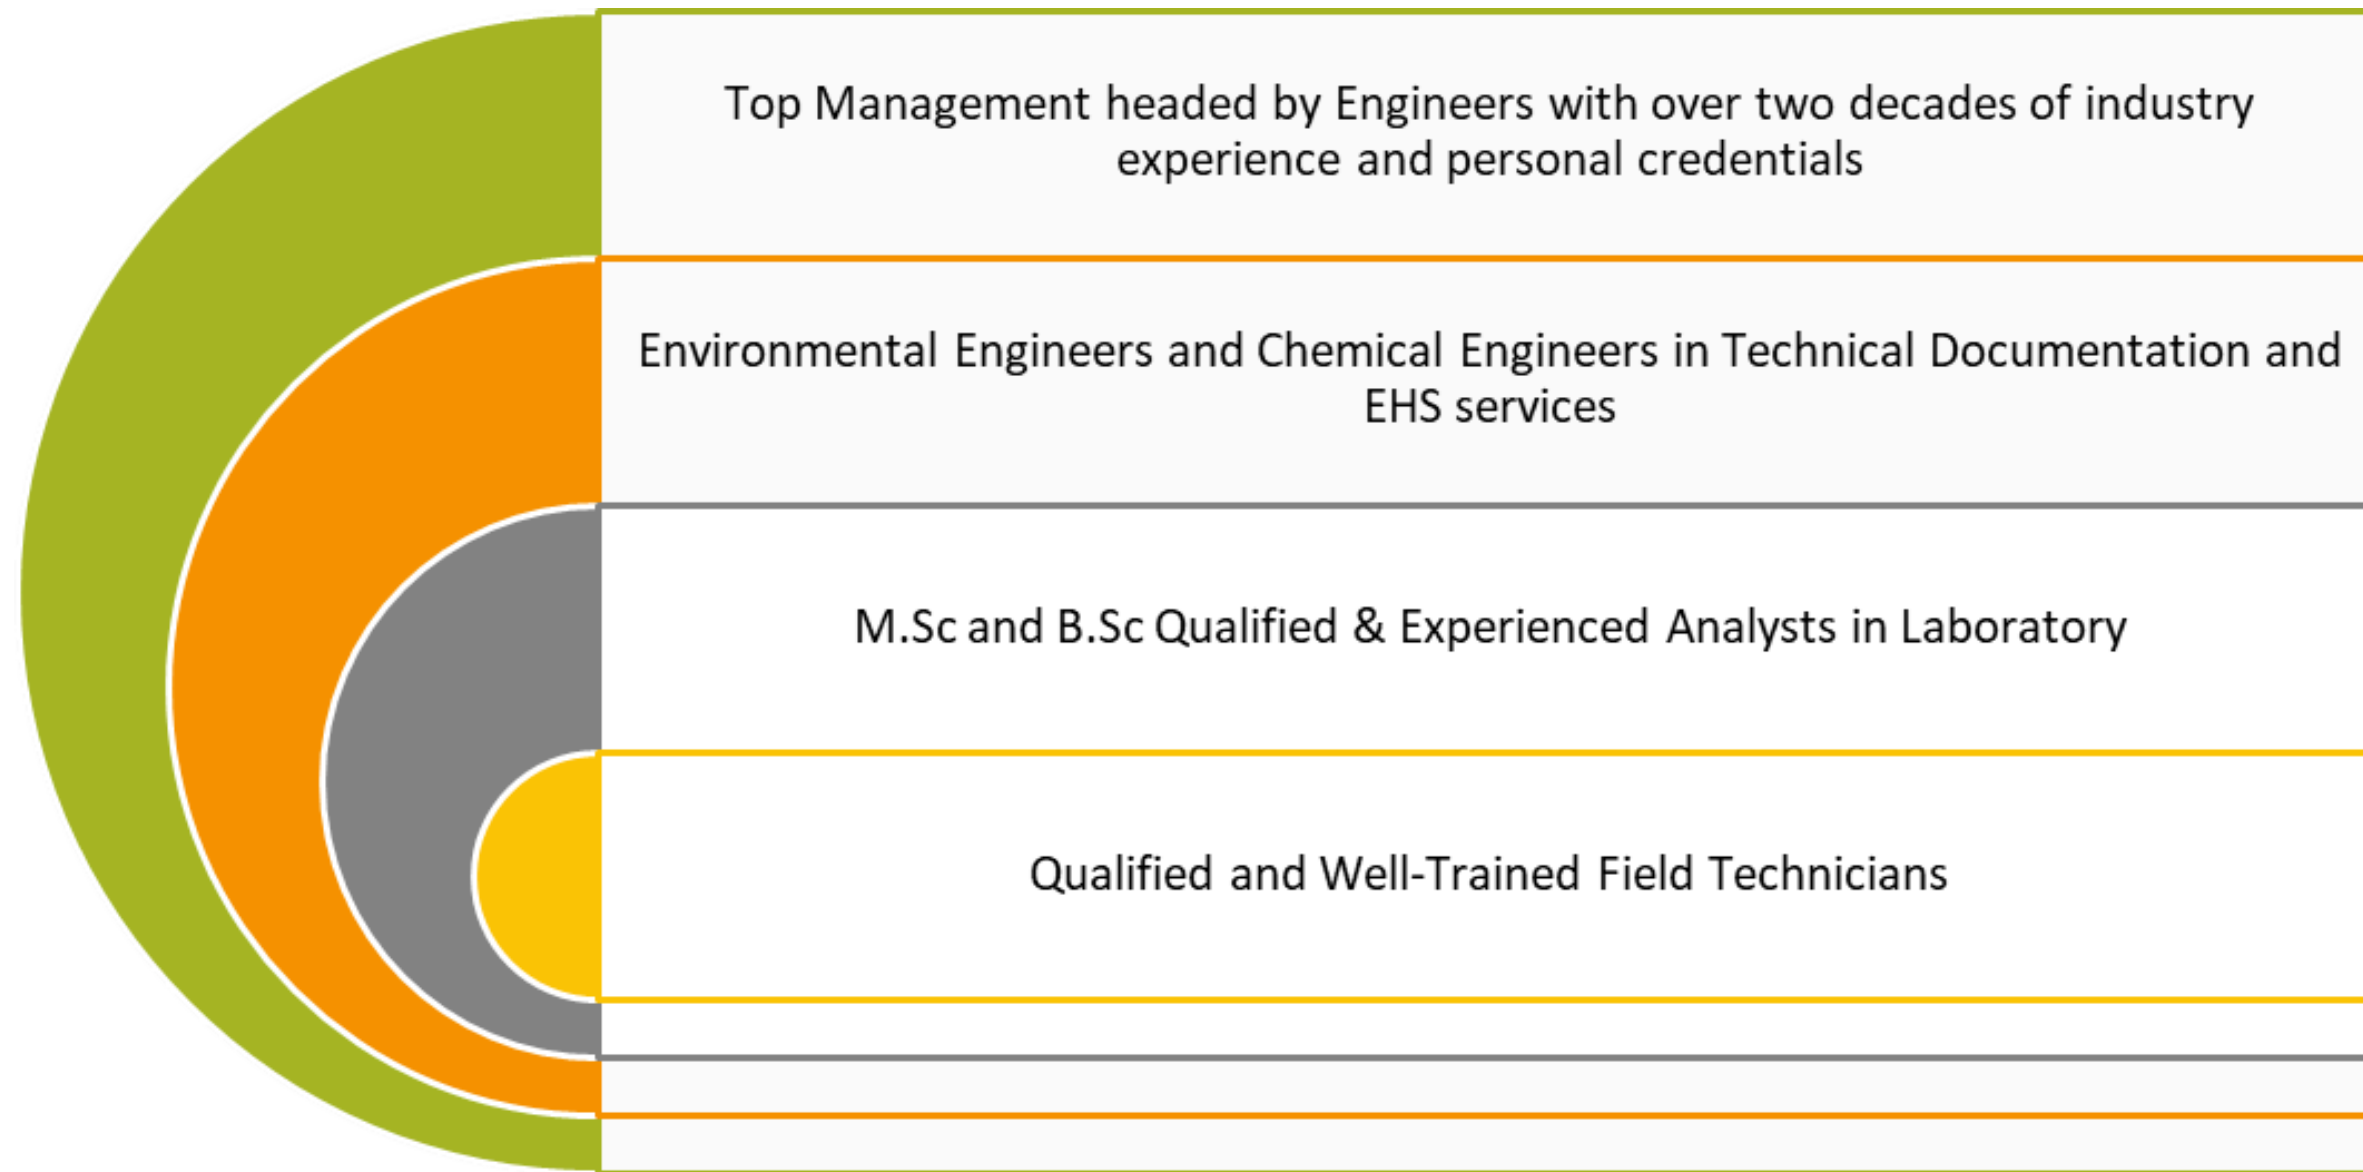 Top Management headed by Engineers with over two decades of industry
experience and personal credentials
Environmental Engineers and Chemical Engineers in Technical Documentation and
EHS services
M.Sc and B.Sc Qualified & Experienced Analysts in Laboratory
Qualified and Well-Trained Field Technicians